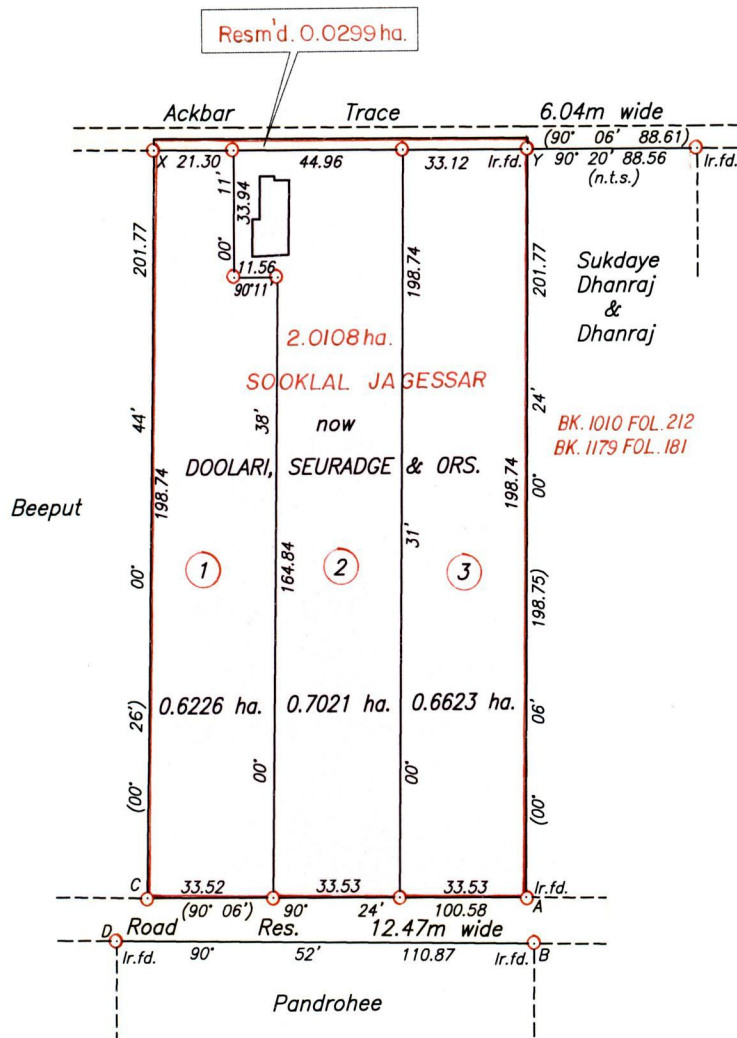 Resm'd. 0.0299 ha.
Ackbar Trace 6.04m wide
(90° 06' 88.61)
X 21.30 44.96 33.12 Ir.fd. Y 90° 20' 88.56 Ir.fd.
(n.t.s.)
00° 11'
33.94
11.56
90°11'
201.77
198.74
201.77
Sukdaye
Dhanraj
&
Dhanraj
2.0108 ha.
SOOKLAL JAGESSAR
now
DOOLARI, SEURADGE & ORS.
BK. 1010 FOL. 212
BK. 1179 FOL. 181
Beeput
00° 44'
198.74
(00° 26')
00° 38'
164.84
00° 31'
198.74
00° 24'
(00° 06' 198.75)
1 2 3
0.6226 ha. 0.7021 ha. 0.6623 ha.
C 33.52 33.53 33.53 Ir.fd. A
(90° 06') 90° 24' 100.58
D Road Res. 12.47m wide
Ir.fd. 90° 52' 110.87 Ir.fd. B
Pandrohee